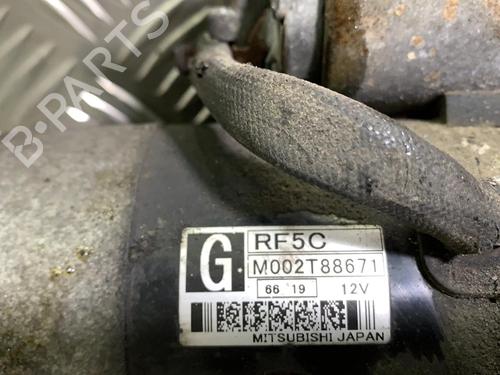 B-PARTS
G
RF5C
M002T88671
66 '19 12V
MITSUBISHI JAPAN